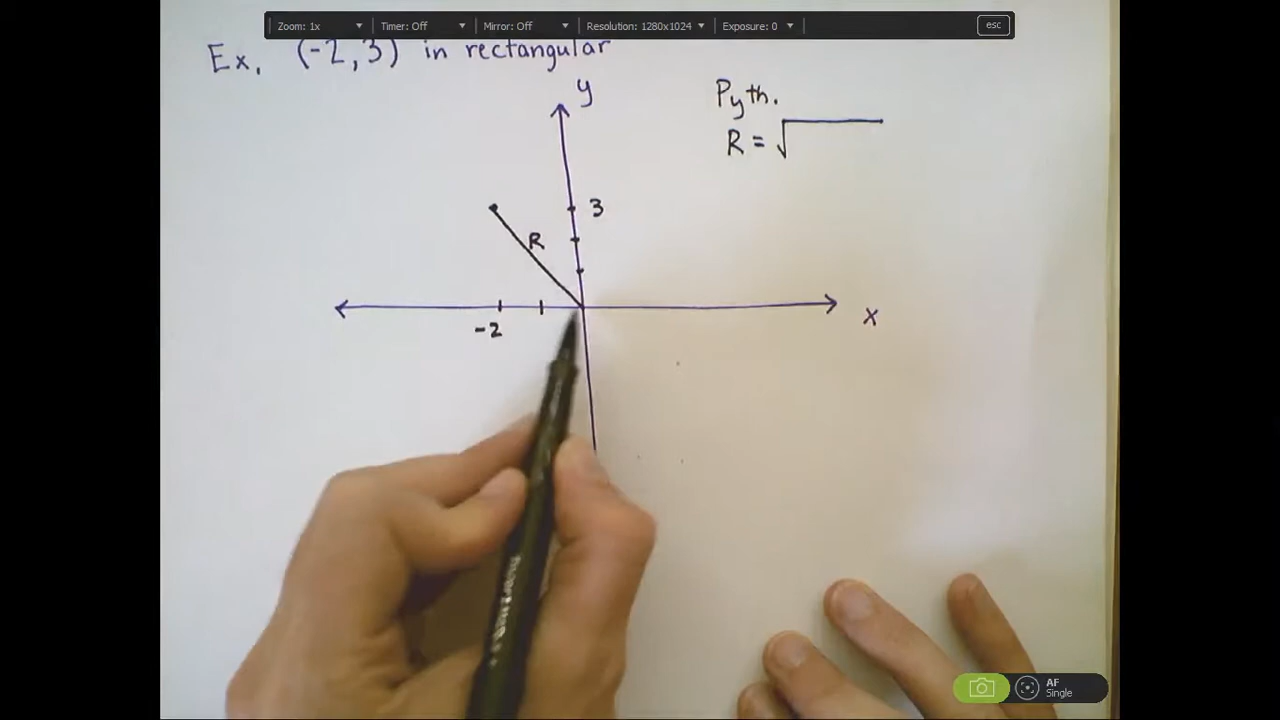 Zoom: 1x Timer: Off Mirror: Off Resolution: 1280x1024 Exposure: 0 esc
Ex. (-2,3) in rectangular
y
Pyth.
R = √
3
R
x
-2
AF
Single